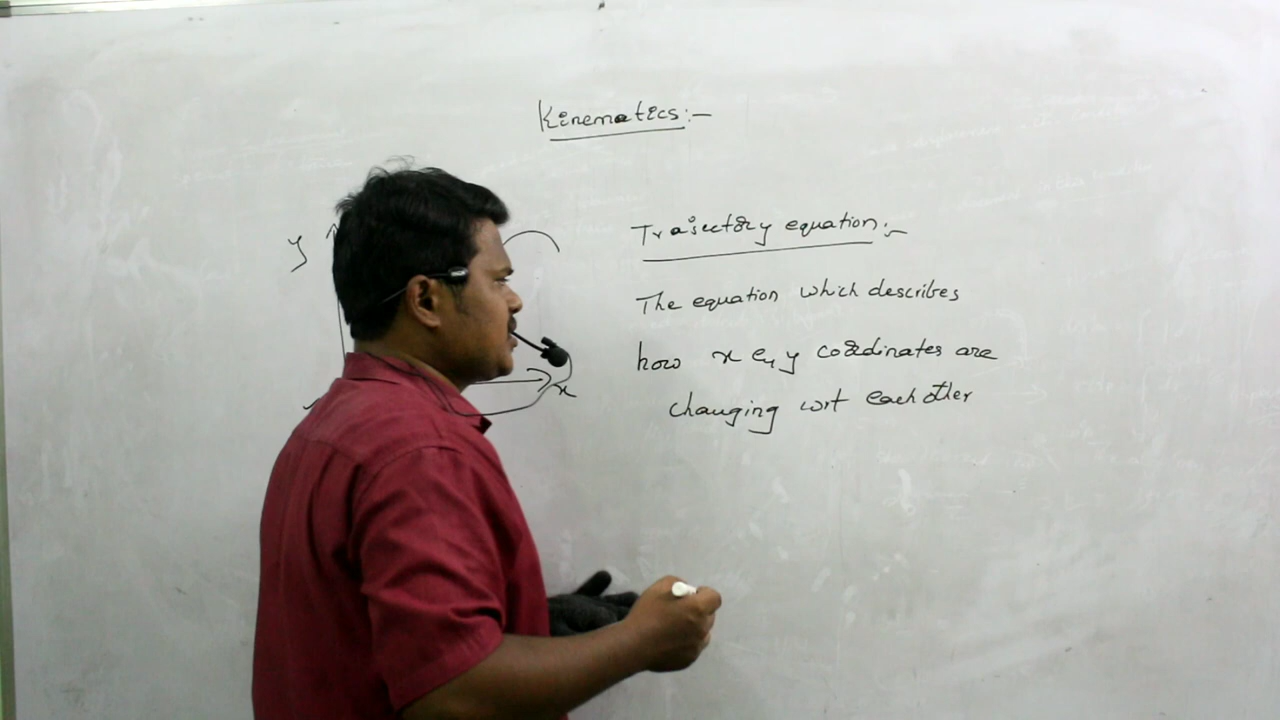 Kinematics:-
y
x
Trajectory equation:-
The equation which describes
how x & y coordinates are
changing wrt each other